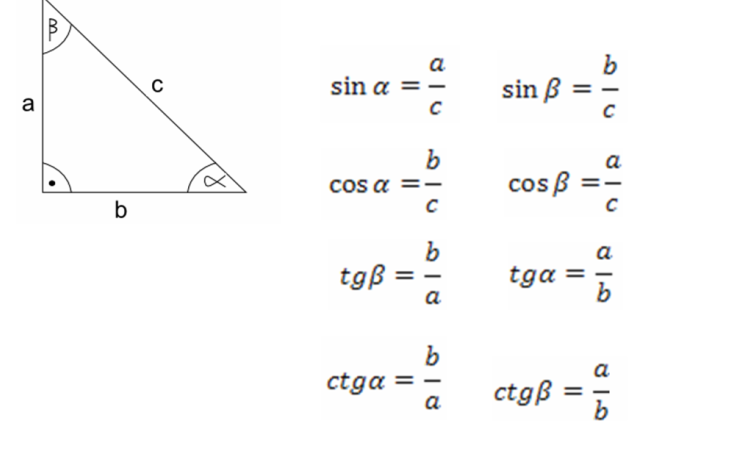 β
c
a
α
b
sin α = a/c
sin β = b/c
cos α = b/c
cos β = a/c
tgβ = b/a
tgα = a/b
ctgα = b/a
ctgβ = a/b